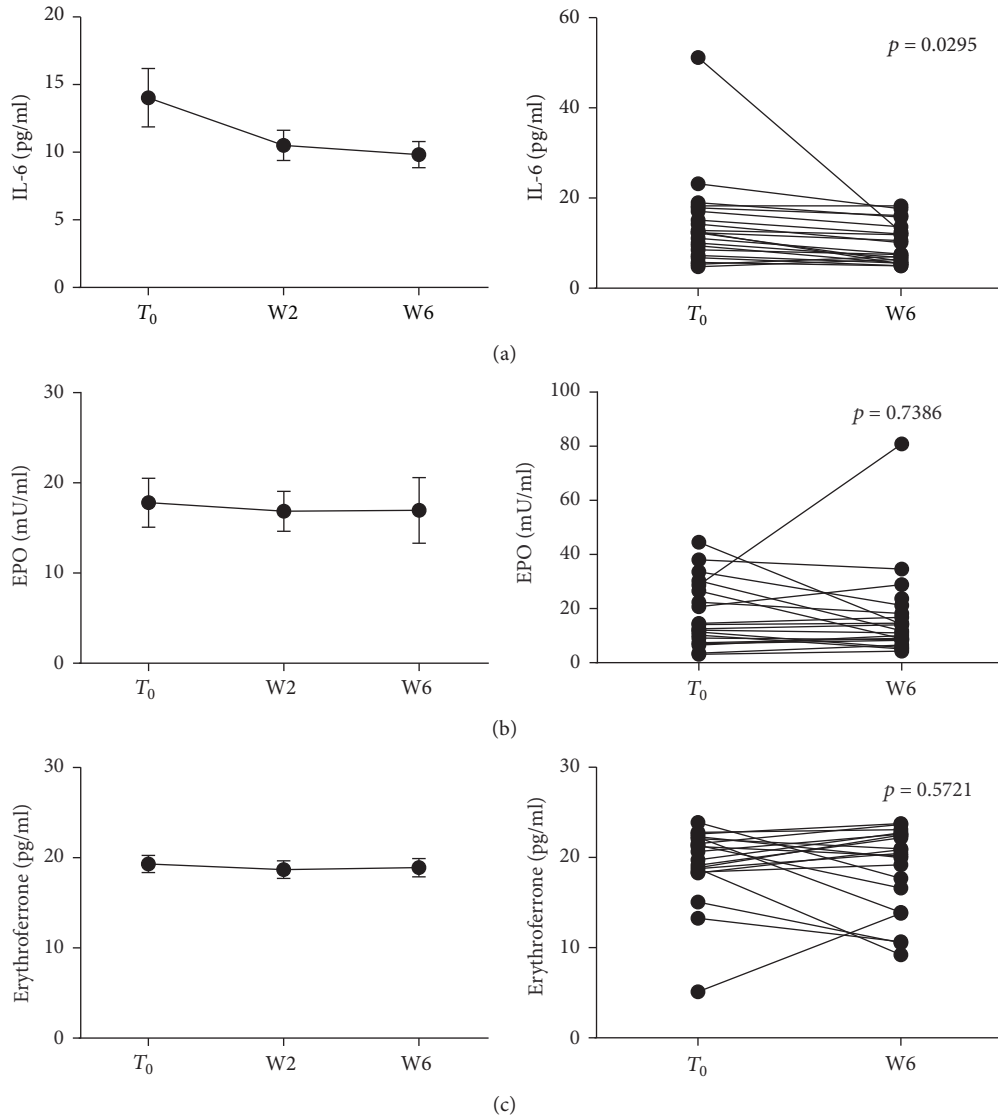 20
15
10
5
0
IL-6 (pg/ml)
T₀
W2
W6
60
40
20
0
IL-6 (pg/ml)
p = 0.0295
T₀
W6
(a)
30
20
10
0
EPO (mU/ml)
T₀
W2
W6
100
80
60
40
20
0
EPO (mU/ml)
p = 0.7386
T₀
W6
(b)
30
20
10
0
Erythroferrone (pg/ml)
T₀
W2
W6
30
20
10
0
Erythroferrone (pg/ml)
p = 0.5721
T₀
W6
(c)